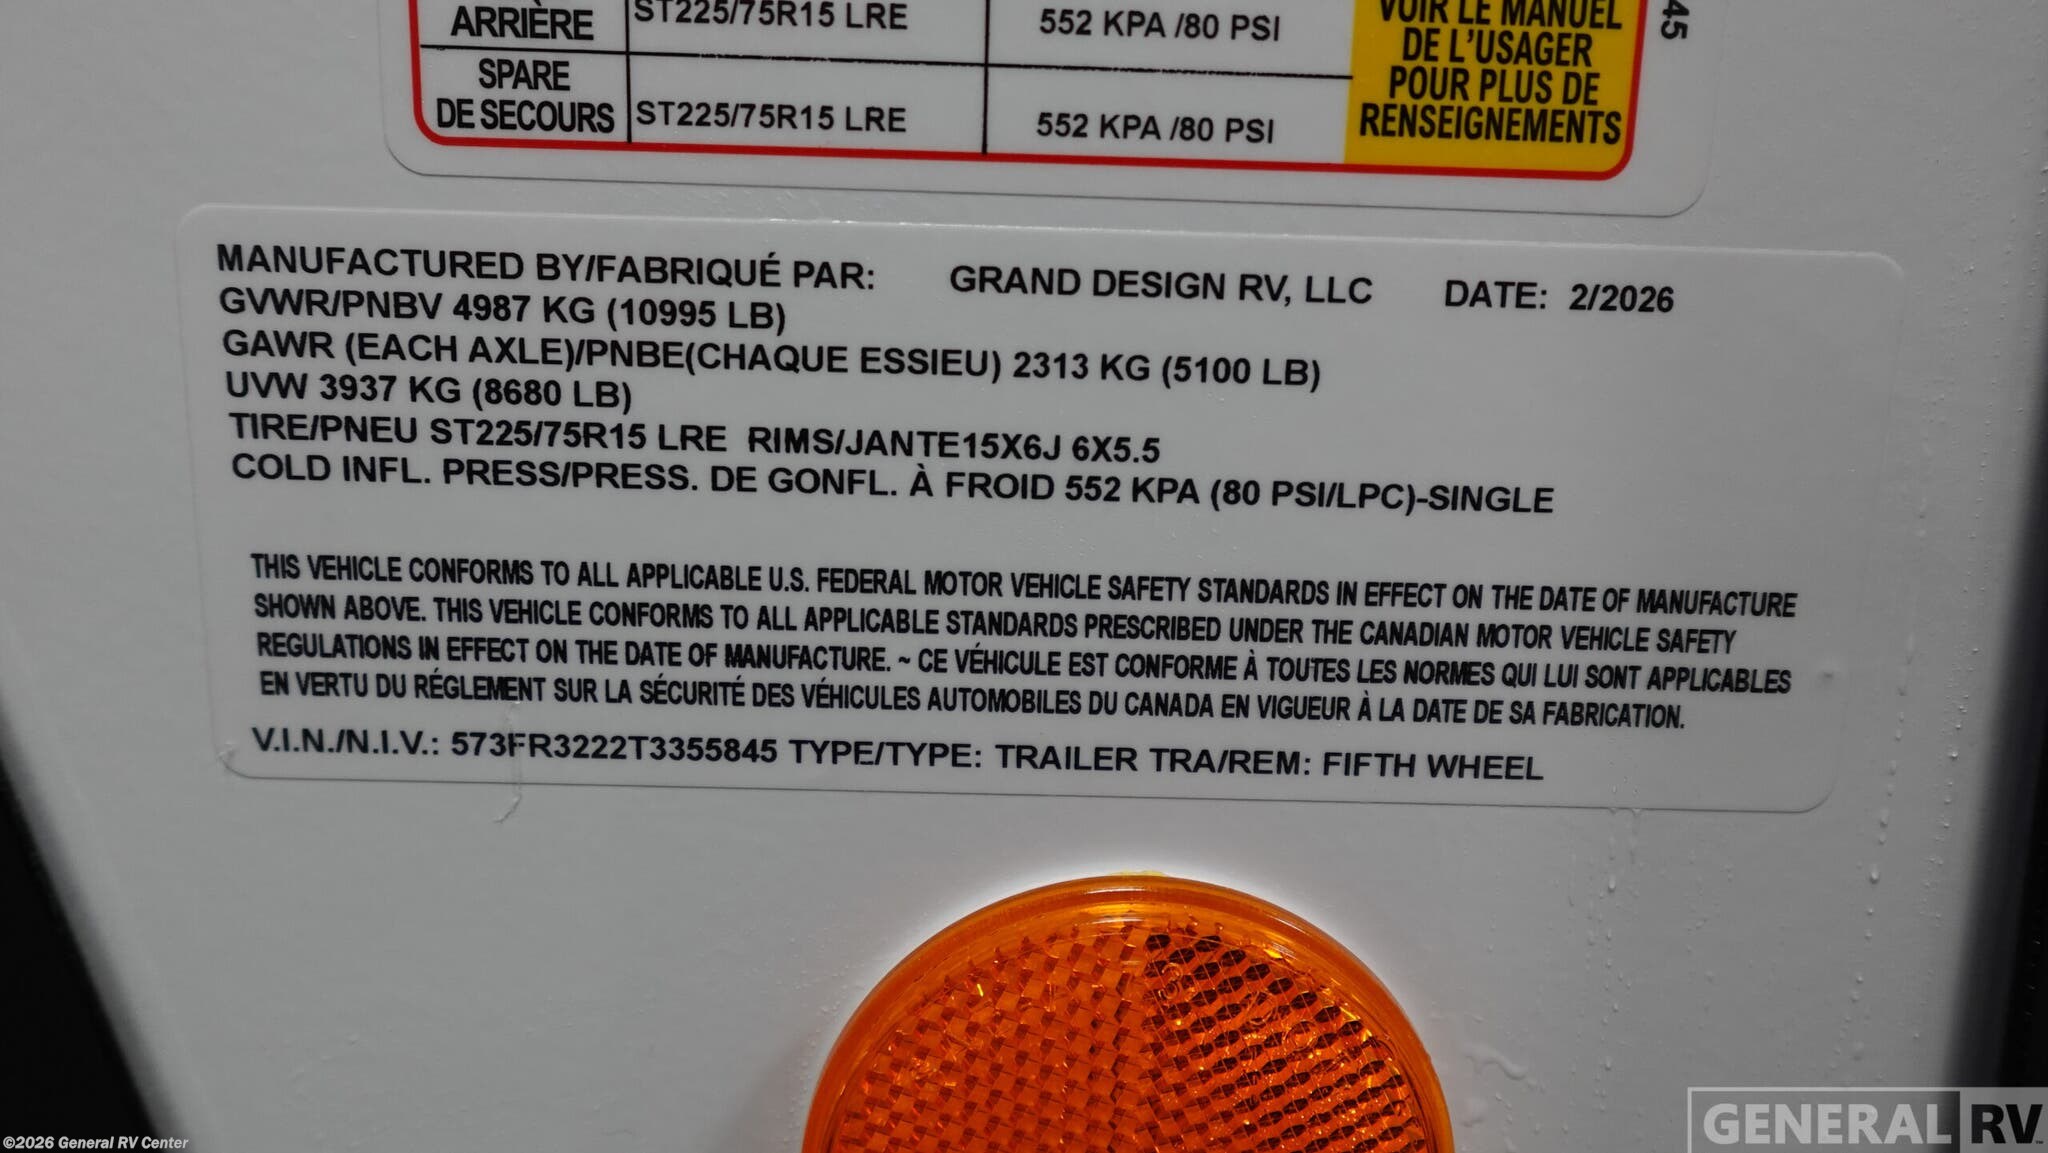 ARRIÈRE ST225/75R15 LRE 552 KPA /80 PSI
SPARE
DE SECOURS ST225/75R15 LRE 552 KPA /80 PSI
VOIR LE MANUEL
DE L'USAGER
POUR PLUS DE
RENSEIGNEMENTS
45
MANUFACTURED BY/FABRIQUÉ PAR: GRAND DESIGN RV, LLC DATE: 2/2026
GVWR/PNBV 4987 KG (10995 LB)
GAWR (EACH AXLE)/PNBE(CHAQUE ESSIEU) 2313 KG (5100 LB)
UVW 3937 KG (8680 LB)
TIRE/PNEU ST225/75R15 LRE RIMS/JANTE15X6J 6X5.5
COLD INFL. PRESS/PRESS. DE GONFL. À FROID 552 KPA (80 PSI/LPC)-SINGLE
THIS VEHICLE CONFORMS TO ALL APPLICABLE U.S. FEDERAL MOTOR VEHICLE SAFETY STANDARDS IN EFFECT ON THE DATE OF MANUFACTURE
SHOWN ABOVE. THIS VEHICLE CONFORMS TO ALL APPLICABLE STANDARDS PRESCRIBED UNDER THE CANADIAN MOTOR VEHICLE SAFETY
REGULATIONS IN EFFECT ON THE DATE OF MANUFACTURE. ~ CE VÉHICULE EST CONFORME À TOUTES LES NORMES QUI LUI SONT APPLICABLES
EN VERTU DU RÉGLEMENT SUR LA SÉCURITÉ DES VÉHICULES AUTOMOBILES DU CANADA EN VIGUEUR À LA DATE DE SA FABRICATION.
V.I.N./N.I.V.: 573FR3222T3355845 TYPE/TYPE: TRAILER TRA/REM: FIFTH WHEEL
©2026 General RV Center
GENERAL RV